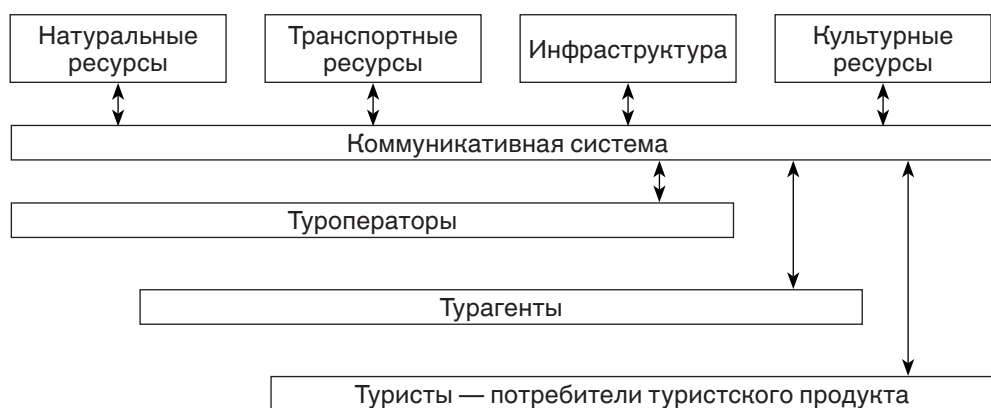 Натуральные
ресурсы
Транспортные
ресурсы
Инфраструктура
Культурные
ресурсы
Коммуникативная система
Туроператоры
Турагенты
Туристы — потребители туристского продукта